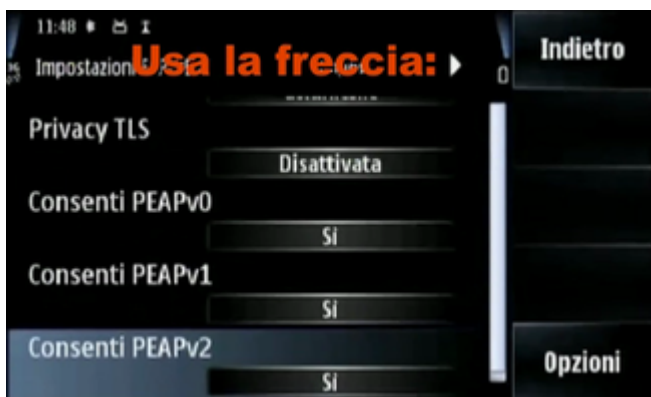 11:48
Indietro
Impostazioni
Usa la freccia:
Privacy TLS
Disattivata
Consenti PEAPv0
Sì
Consenti PEAPv1
Sì
Consenti PEAPv2
Sì
Opzioni